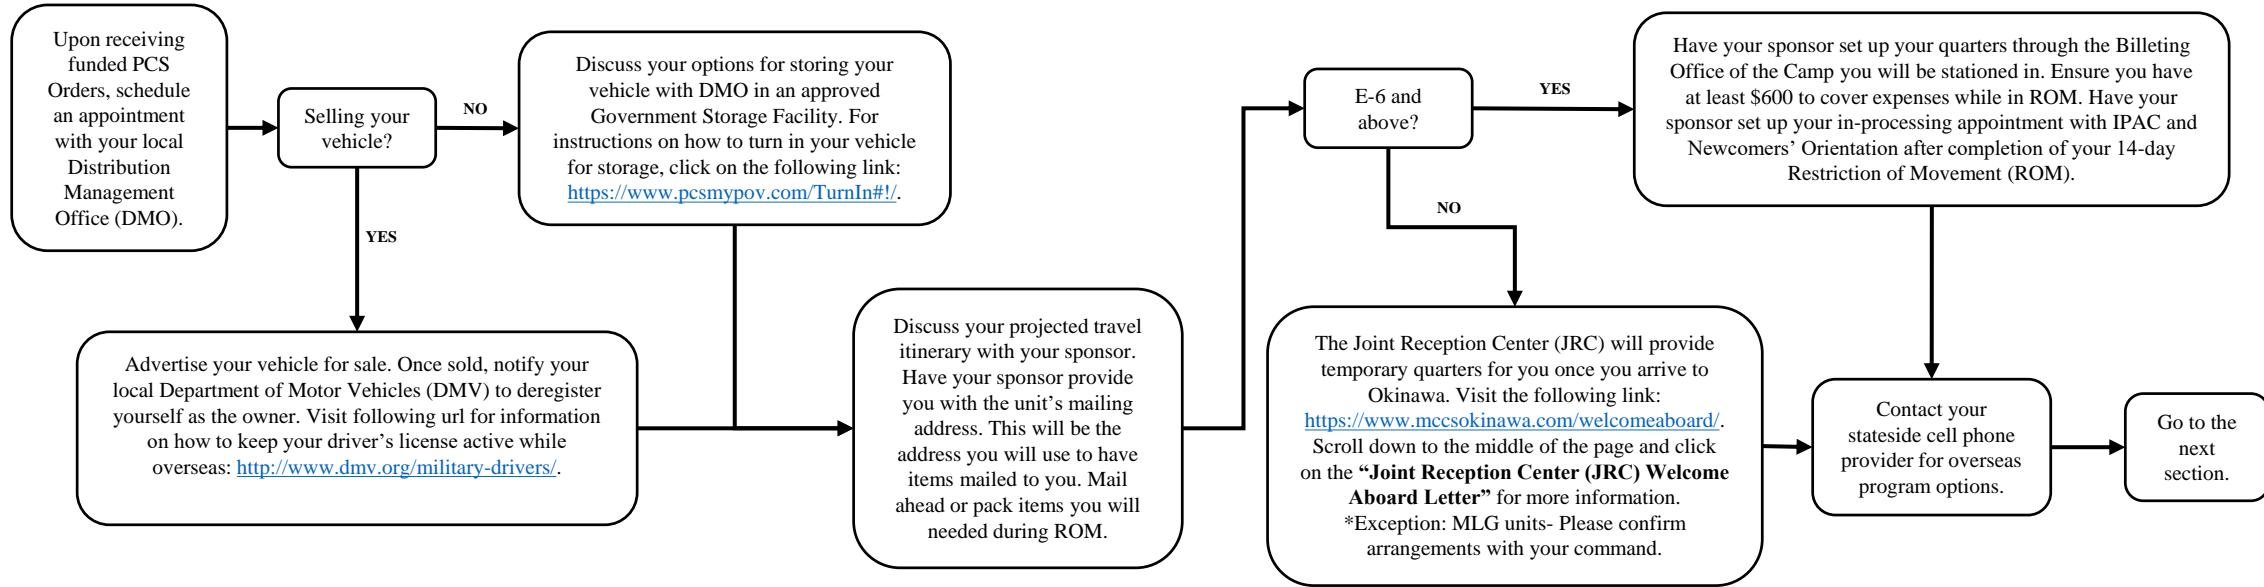 Upon receiving
funded PCS
Orders, schedule
an appointment
with your local
Distribution
Management
Office (DMO).
Selling your
vehicle?
NO
YES
Discuss your options for storing your
vehicle with DMO in an approved
Government Storage Facility. For
instructions on how to turn in your vehicle
for storage, click on the following link:
https://www.pcsmypov.com/TurnIn#!/.
Advertise your vehicle for sale. Once sold, notify your
local Department of Motor Vehicles (DMV) to deregister
yourself as the owner. Visit following url for information
on how to keep your driver’s license active while
overseas: http://www.dmv.org/military-drivers/.
Discuss your projected travel
itinerary with your sponsor.
Have your sponsor provide
you with the unit’s mailing
address. This will be the
address you will use to have
items mailed to you. Mail
ahead or pack items you will
needed during ROM.
E-6 and
above?
YES
NO
Have your sponsor set up your quarters through the Billeting
Office of the Camp you will be stationed in. Ensure you have
at least $600 to cover expenses while in ROM. Have your
sponsor set up your in-processing appointment with IPAC and
Newcomers’ Orientation after completion of your 14-day
Restriction of Movement (ROM).
The Joint Reception Center (JRC) will provide
temporary quarters for you once you arrive to
Okinawa. Visit the following link:
https://www.mccsokinawa.com/welcomeaboard/.
Scroll down to the middle of the page and click
on the “Joint Reception Center (JRC) Welcome
Aboard Letter” for more information.
*Exception: MLG units- Please confirm
arrangements with your command.
Contact your
stateside cell phone
provider for overseas
program options.
Go to the
next
section.